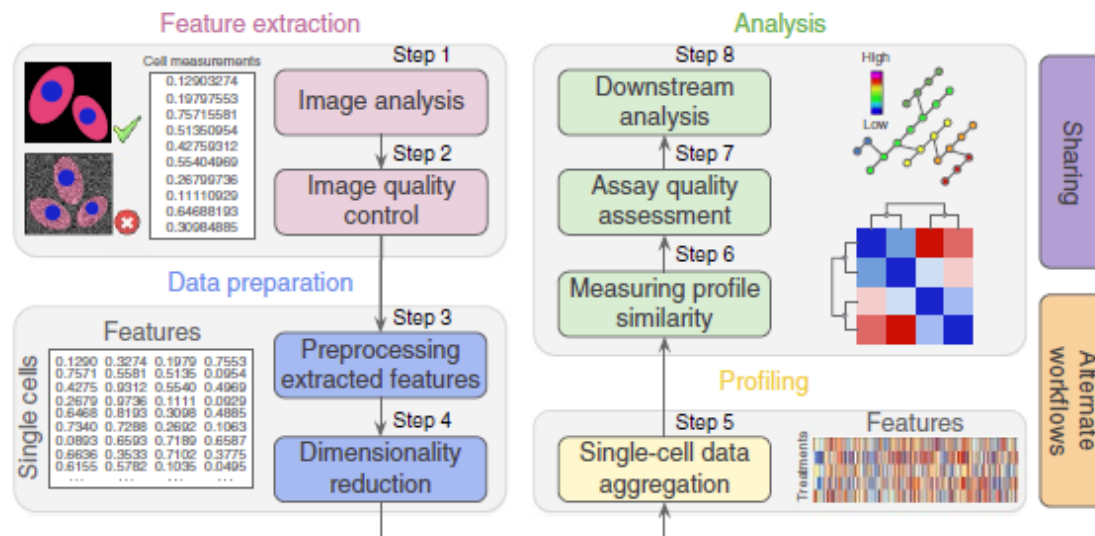 Feature extraction
Cell measurements
0.12903274
0.19797553
0.75715581
0.51350954
0.42759312
0.55404969
0.26799736
0.11110929
0.64688193
0.30984885
Step 1
Image analysis
Step 2
Image quality
control
Data preparation
Features
Single cells
0.1290 0.3274 0.1979 0.7553
0.7571 0.5581 0.5135 0.0954
0.4275 0.9312 0.5540 0.4969
0.2679 0.9736 0.1111 0.0929
0.6468 0.8193 0.3098 0.4885
0.7340 0.7288 0.2692 0.1063
0.0893 0.6593 0.7189 0.6587
0.6636 0.3533 0.7102 0.3775
0.6155 0.5782 0.1035 0.0495
... ... ... ...
Step 3
Preprocessing
extracted features
Step 4
Dimensionality
reduction
Analysis
Step 8
Downstream
analysis
Step 7
Assay quality
assessment
Step 6
Measuring profile
similarity
High
Low
Profiling
Step 5
Single-cell data
aggregation
Features
Treatments
Sharing
Alternate
workflows